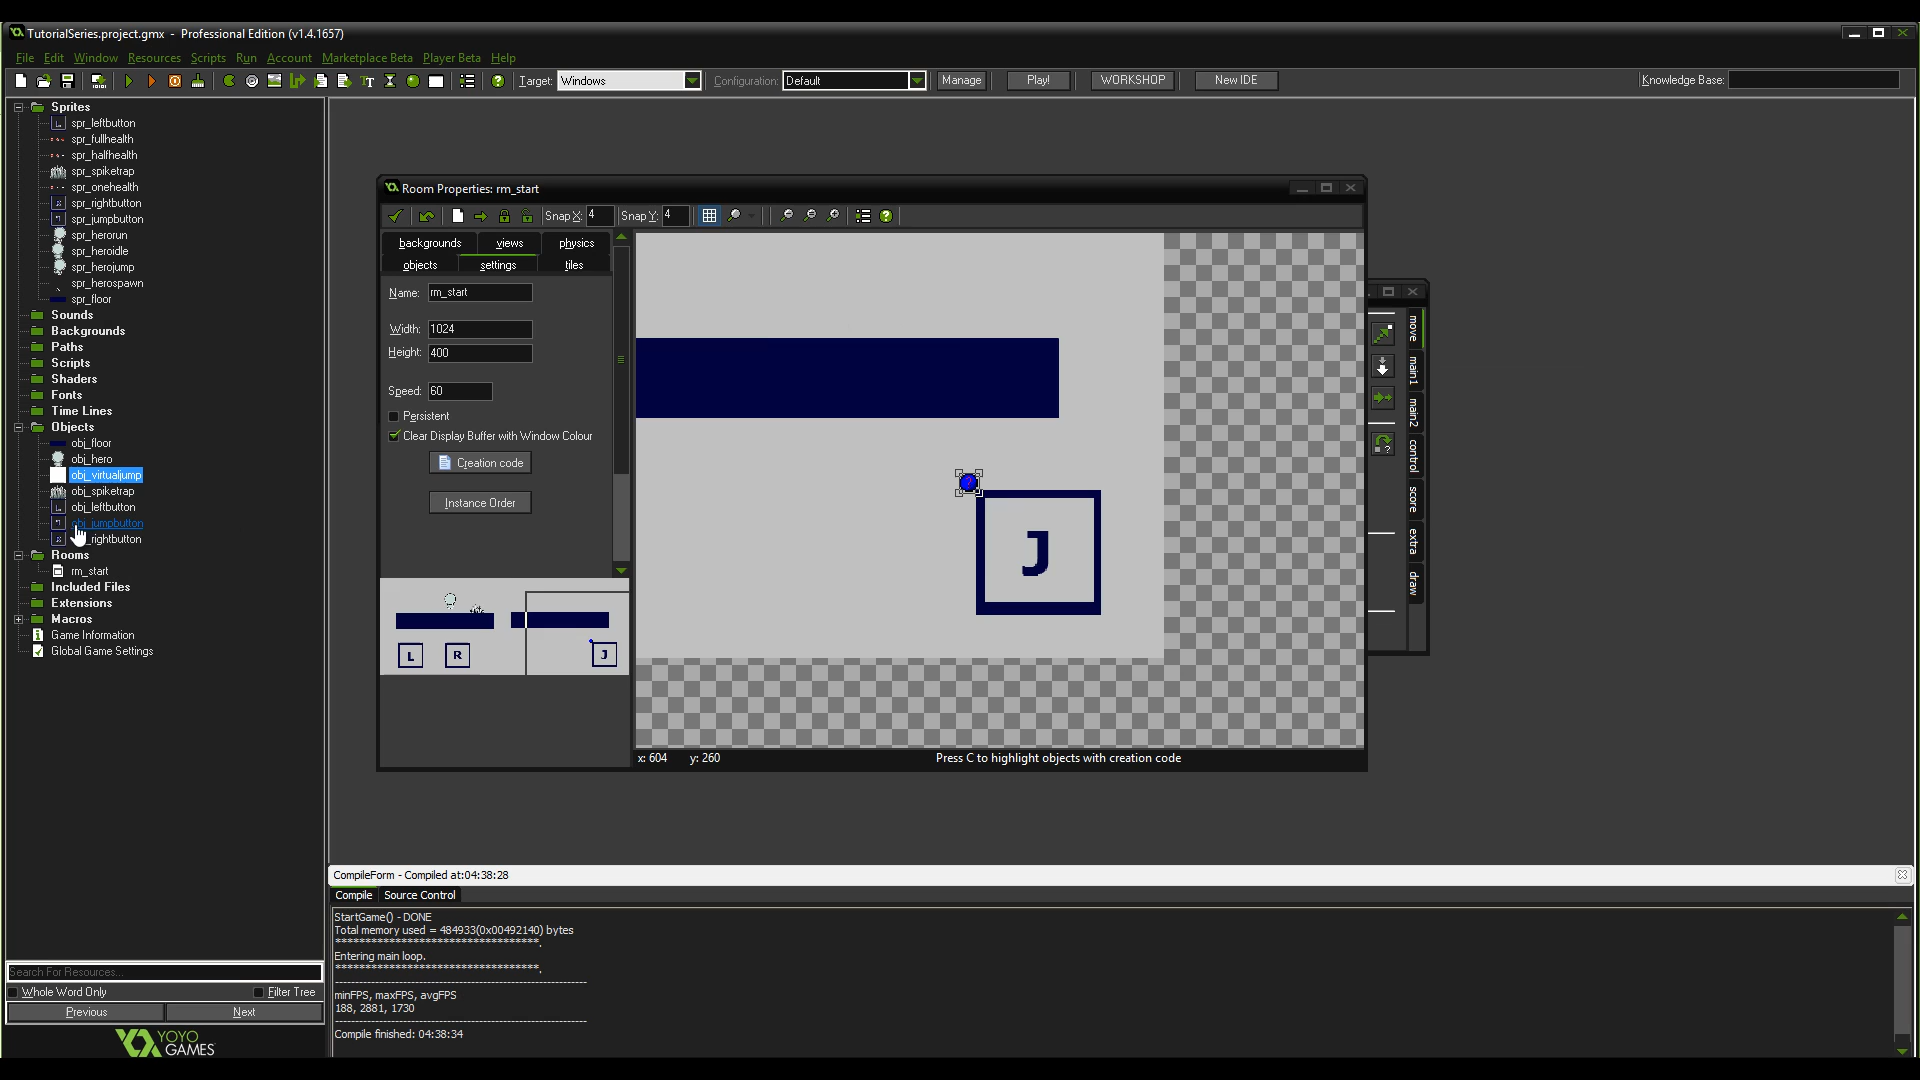 TutorialSeries.project.gmx - Professional Edition (v1.4.1657)
File Edit Window Resources Scripts Run Account Marketplace Beta Player Beta Help
Target: Windows Configuration: Default Manage Play! WORKSHOP New IDE Knowledge Base:
Sprites
spr_leftbutton
spr_fullhealth
spr_halfhealth
spr_spiketrap
spr_onehealth
spr_rightbutton
spr_jumpbutton
spr_herorun
spr_heroidle
spr_herojump
spr_herospawn
spr_floor
Sounds
Backgrounds
Paths
Scripts
Shaders
Fonts
Time Lines
Objects
obj_floor
obj_hero
obj_virtualjump
obj_spiketrap
obj_leftbutton
obj_jumpbutton
_rightbutton
Rooms
rm_start
Included Files
Extensions
Macros
Game Information
Global Game Settings
Search For Resources...
Whole Word Only Filter Tree
Previous Next
YOYO
GAMES
Room Properties: rm_start
Snap X: 4 Snap Y: 4
backgrounds views physics
objects settings tiles
Name: rm_start
Width: 1024
Height: 400
Speed: 60
Persistent
Clear Display Buffer with Window Colour
Creation code
Instance Order
L R J
J
x: 604 y: 260 Press C to highlight objects with creation code
move
main1
main2
control
score
extra
draw
CompileForm - Compiled at:04:38:28
Compile Source Control
StartGame() - DONE
Total memory used = 484933(0x00492140) bytes
**********************************.
Entering main loop.
**********************************.
---------------------------------------------------------------
minFPS, maxFPS, avgFPS
188, 2881, 1730
---------------------------------------------------------------
Compile finished: 04:38:34